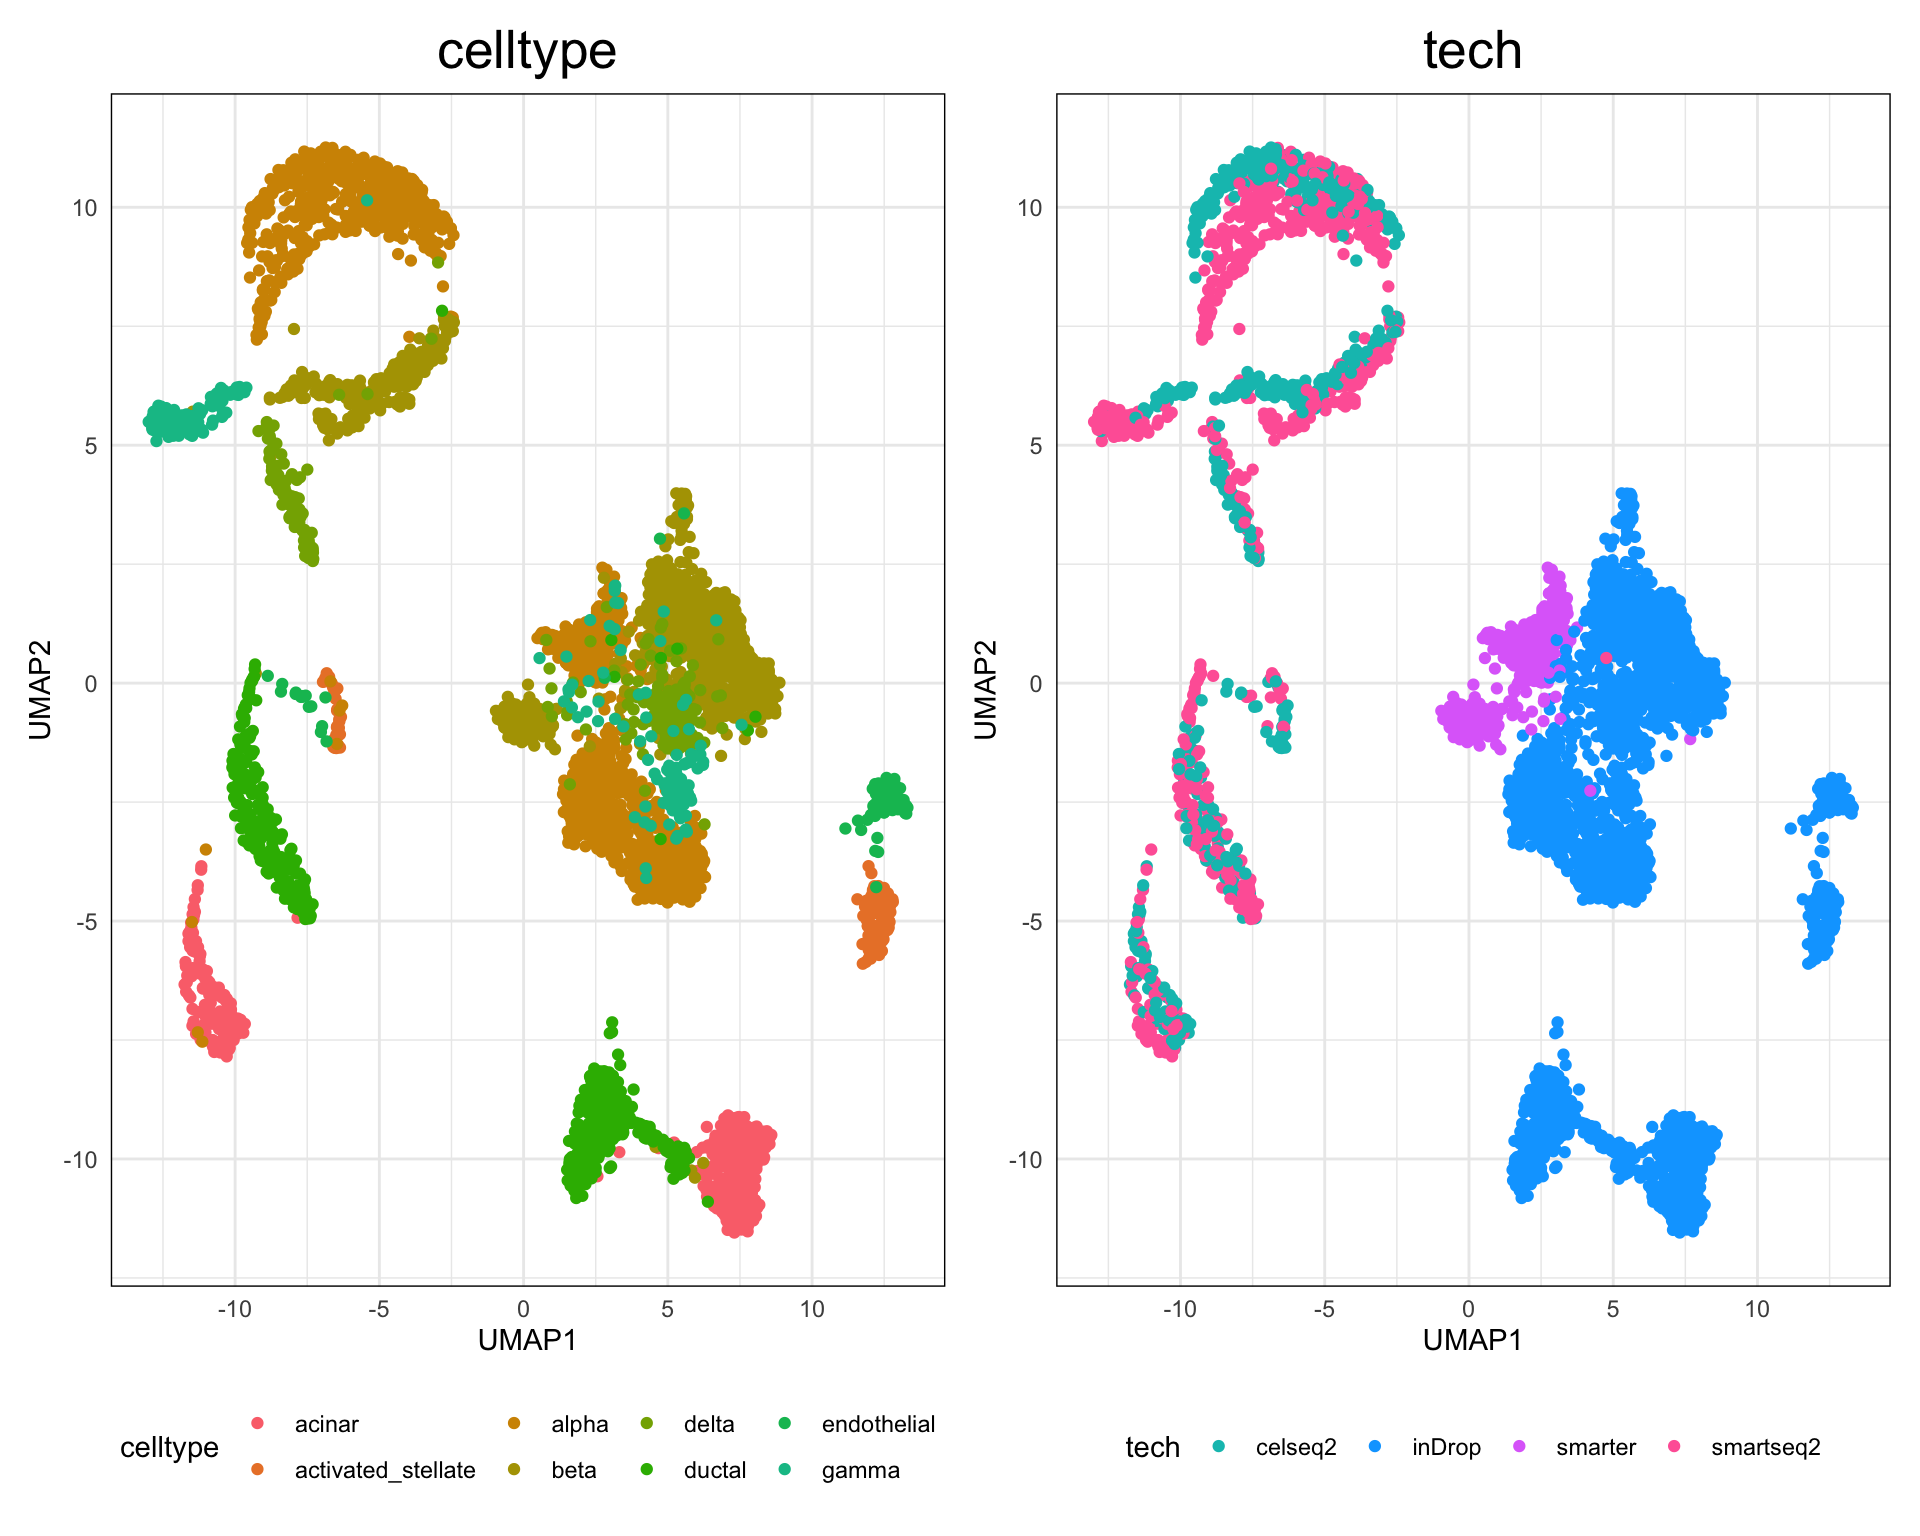 celltype
tech
10
5
0
-5
-10
UMAP2
-10 -5 0 5 10
UMAP1
10
5
0
-5
-10
UMAP2
-10 -5 0 5 10
UMAP1
celltype
acinar alpha delta endothelial
activated_stellate beta ductal gamma
tech celseq2 inDrop smarter smartseq2